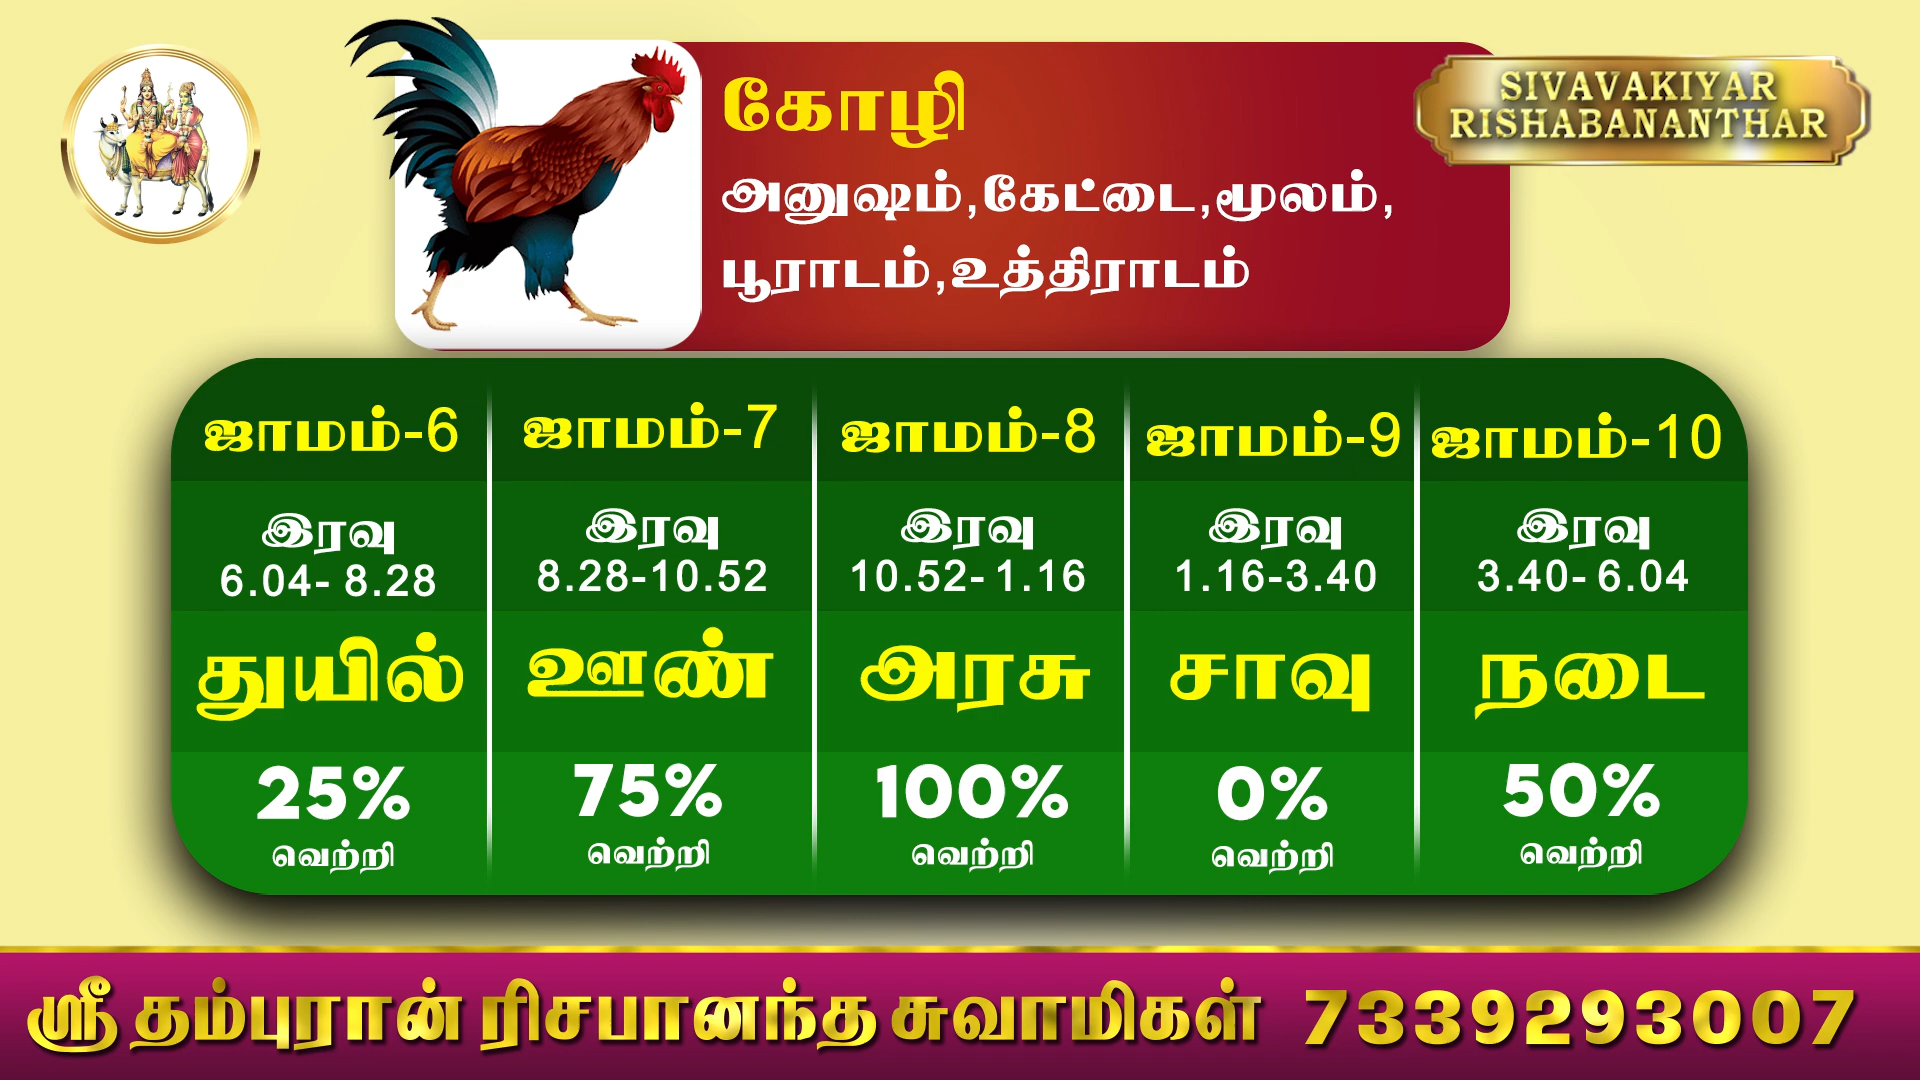 கோழி
SIVAVAKIYAR
RISHABANANTHAR
அனுஷம்,கேட்டை,மூலம்,
பூராடம்,உத்திராடம்
ஜாமம்-6 ஜாமம்-7 ஜாமம்-8 ஜாமம்-9 ஜாமம்-10
இரவு இரவு இரவு இரவு இரவு
6.04- 8.28 8.28-10.52 10.52- 1.16 1.16-3.40 3.40- 6.04
துயில் ஊண் அரசு சாவு நடை
25% 75% 100% 0% 50%
வெற்றி வெற்றி வெற்றி வெற்றி வெற்றி
ஸ்ரீ தம்புரான் ரிசபானந்த சுவாமிகள் 7339293007